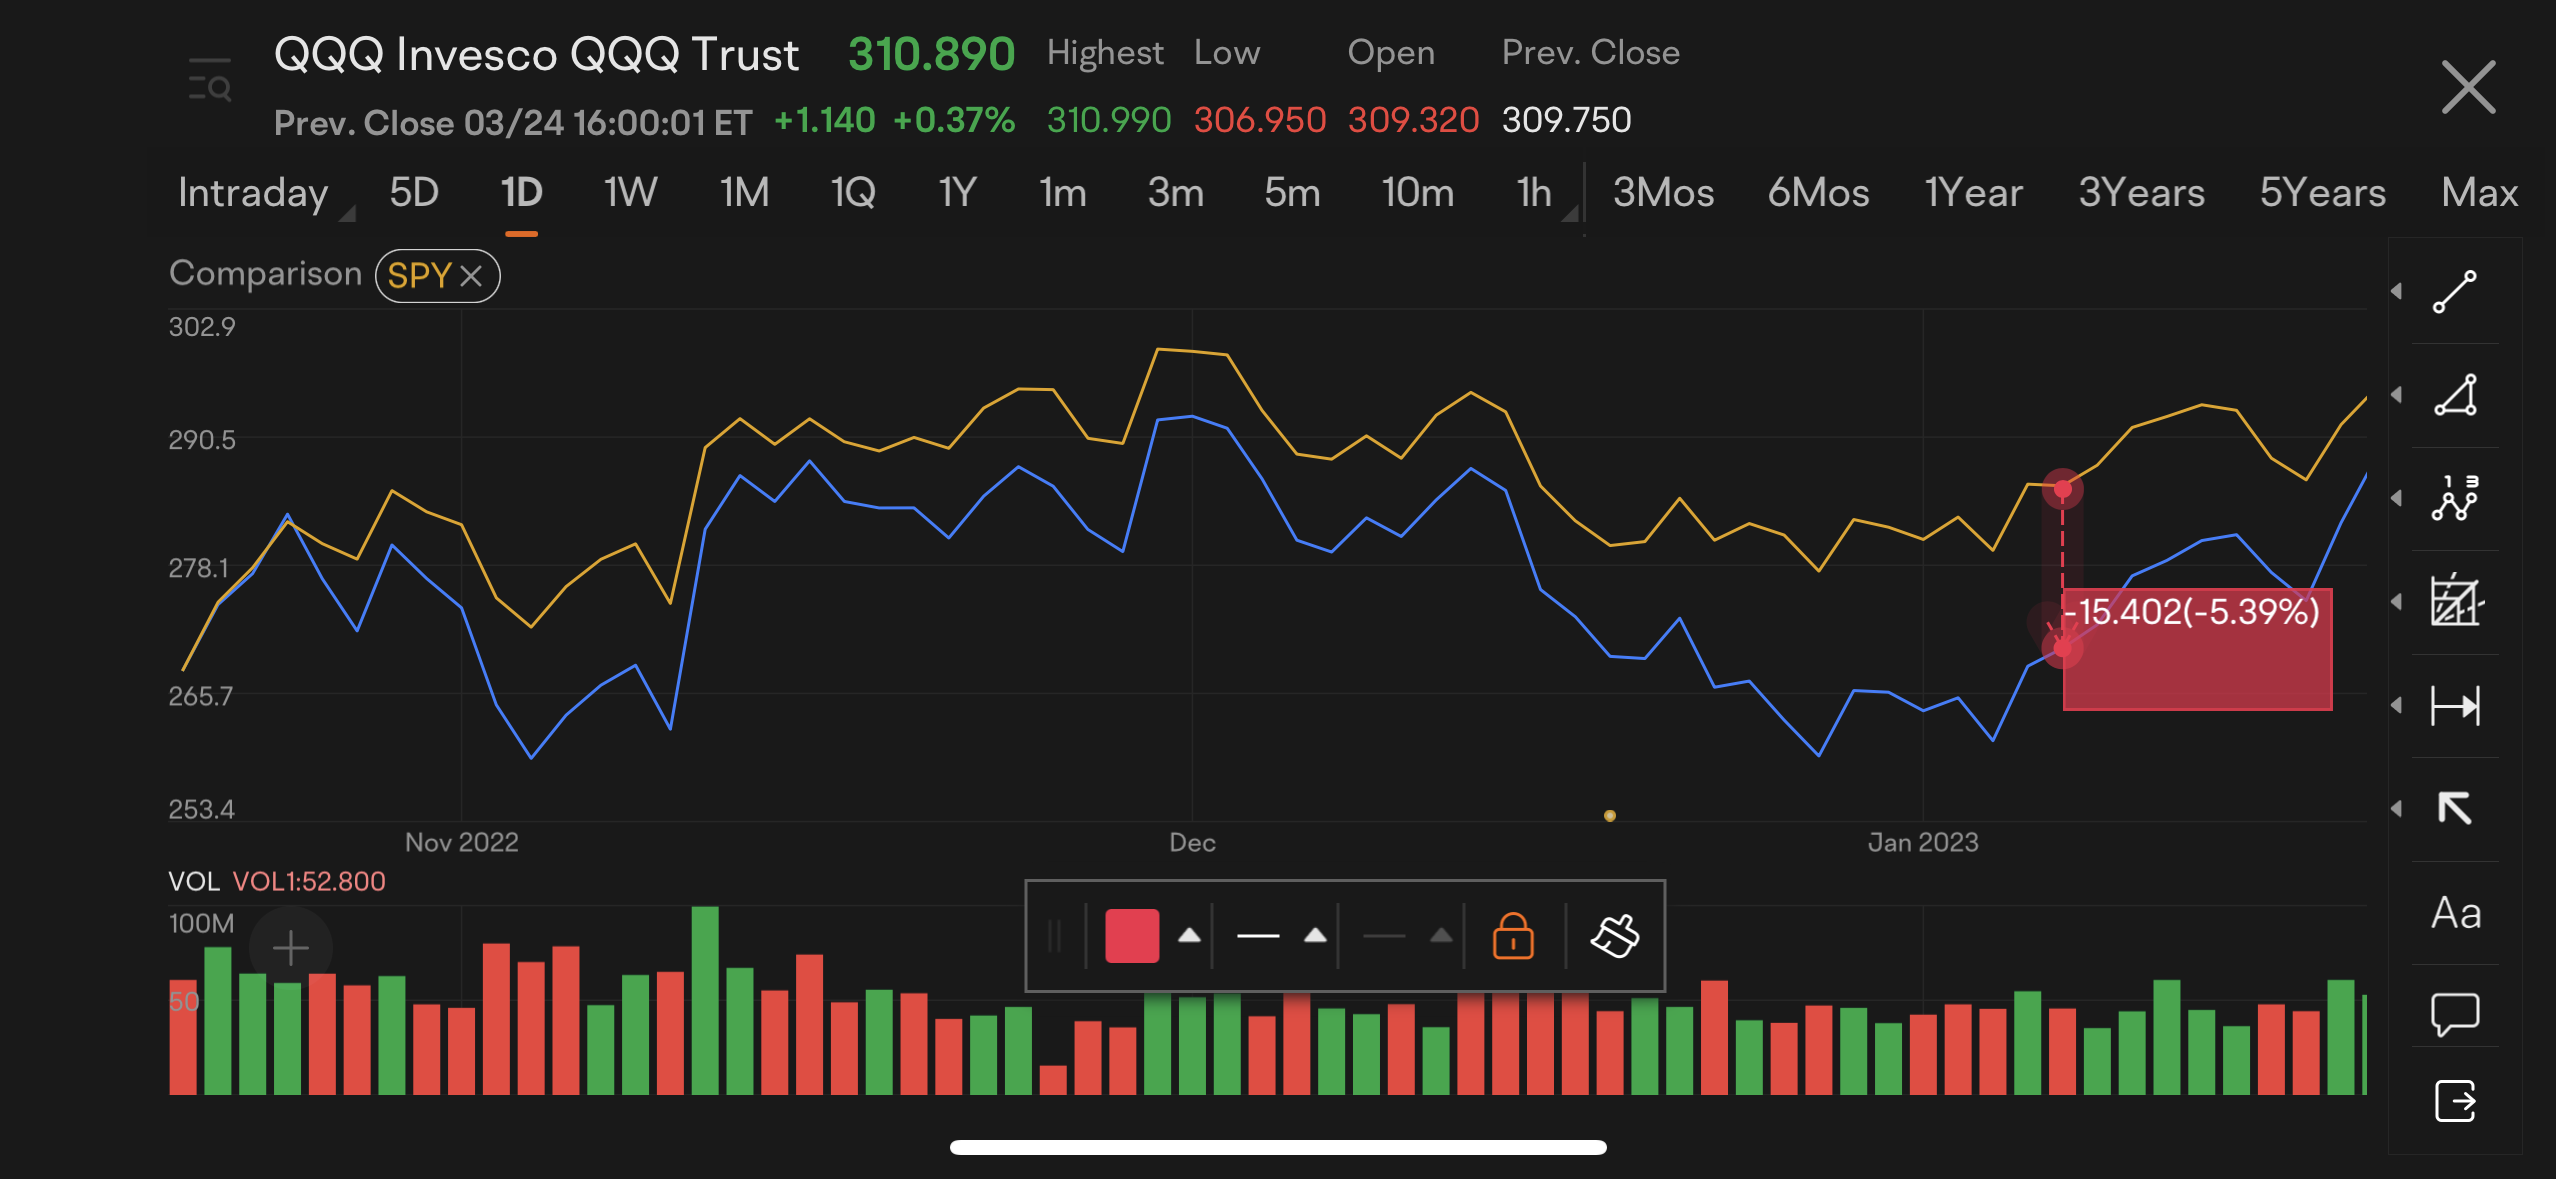 QQQ Invesco QQQ Trust 310.890 Highest Low Open Prev. Close
Prev. Close 03/24 16:00:01 ET +1.140 +0.37% 310.990 306.950 309.320 309.750
Intraday 5D 1D 1W 1M 1Q 1Y 1m 3m 5m 10m 1h 3Mos 6Mos 1Year 3Years 5Years Max
Comparison SPY
302.9
290.5
1 3
278.1
-15.402(-5.39%)
265.7
253.4
Nov 2022 Dec Jan 2023
VOL VOL1:52.800
100M
Aa
50